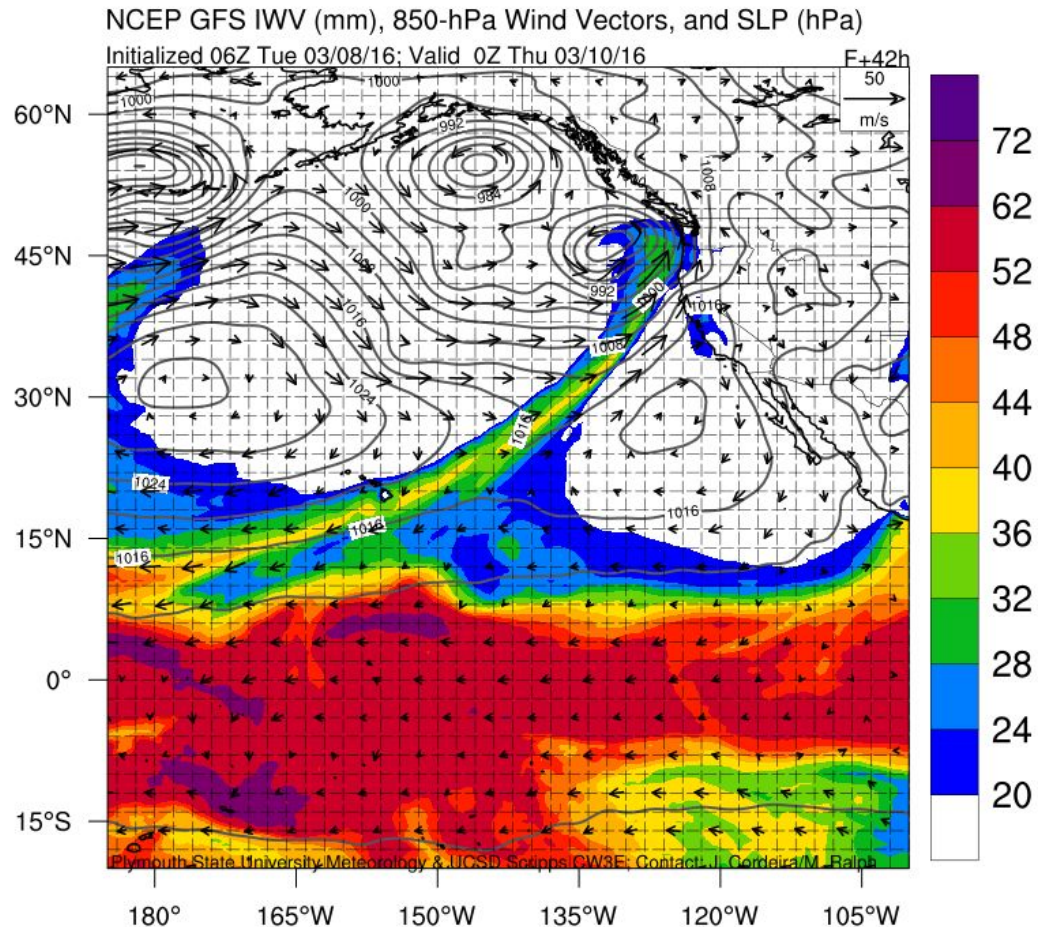 NCEP GFS IWV (mm), 850-hPa Wind Vectors, and SLP (hPa)
Initialized 06Z Tue 03/08/16; Valid  0Z Thu 03/10/16
F+42h
50
m/s
1000
1000
992
984
1000
1008
1008
1016
992
1000
1016
1008
1024
1016
1024
1016
1016
1016
60°N
45°N
30°N
15°N
0°
15°S
180°
165°W
150°W
135°W
120°W
105°W
72
62
52
48
44
40
36
32
28
24
20
Plymouth State University Meteorology & UCSD Scripps CW3E; Contact: J. Cordeira/M. Ralph